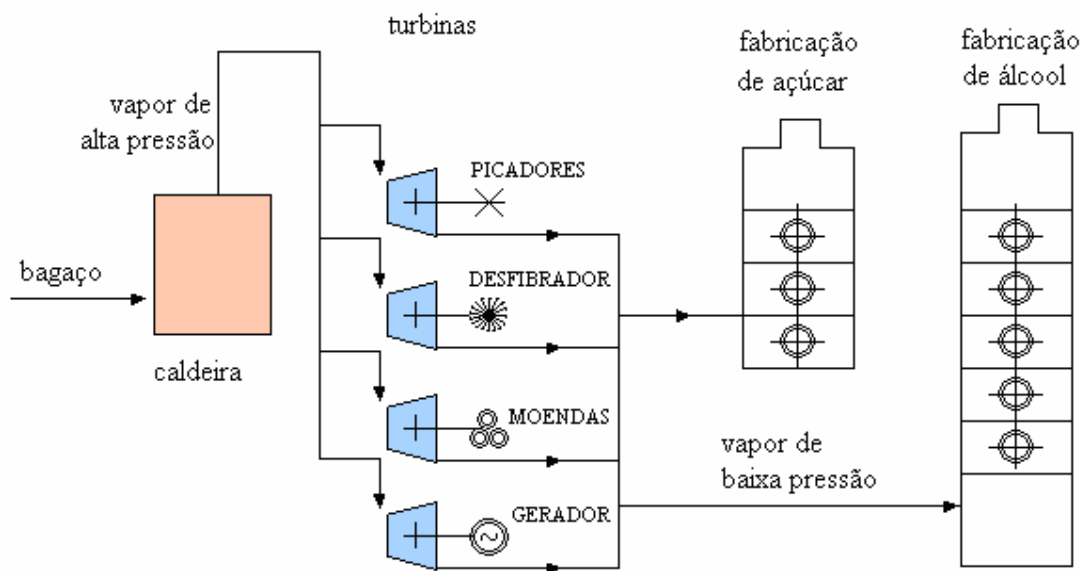 turbinas
fabricação
de açúcar
fabricação
de álcool
vapor de
alta pressão
PICADORES
bagaço
DESFIBRADOR
caldeira
MOENDAS
vapor de
baixa pressão
GERADOR